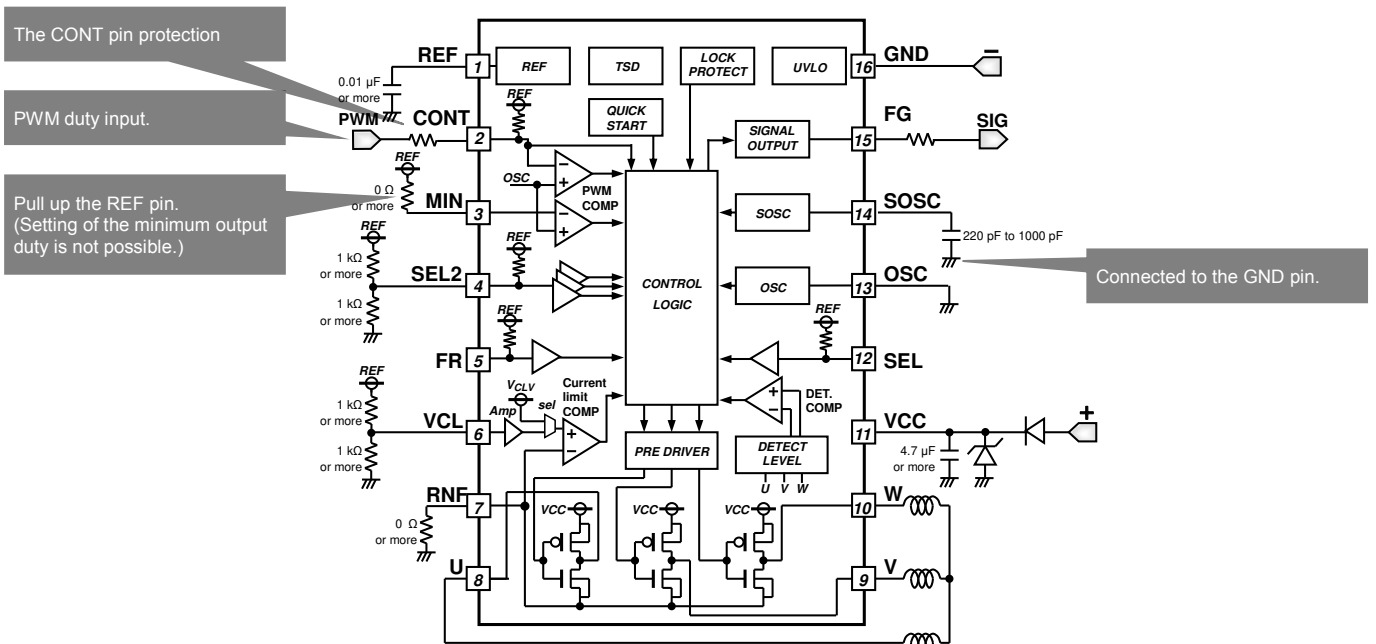 The CONT pin protection
PWM duty input.
Pull up the REF pin.
(Setting of the minimum output
duty is not possible.)
Connected to the GND pin.
REF
1
0.01 µF
or more
PWM
CONT
2
REF
0 Ω
or more
MIN
3
REF
1 kΩ
or more
SEL2
4
1 kΩ
or more
FR
5
REF
1 kΩ
or more
VCL
6
1 kΩ
or more
RNF
7
0 Ω
or more
U
8
REF
TSD
LOCK
PROTECT
UVLO
REF
QUICK
START
SIGNAL
OUTPUT
OSC
PWM
COMP
SOSC
REF
CONTROL
LOGIC
OSC
REF
REF
VCLV
Amp
sel
Current
limit
COMP
DET.
COMP
PRE DRIVER
DETECT
LEVEL
U V W
VCC
VCC
VCC
16
GND
–
15
FG
SIG
14
SOSC
220 pF to 1000 pF
13
OSC
12
SEL
11
VCC
+
4.7 µF
or more
10
W
9
V